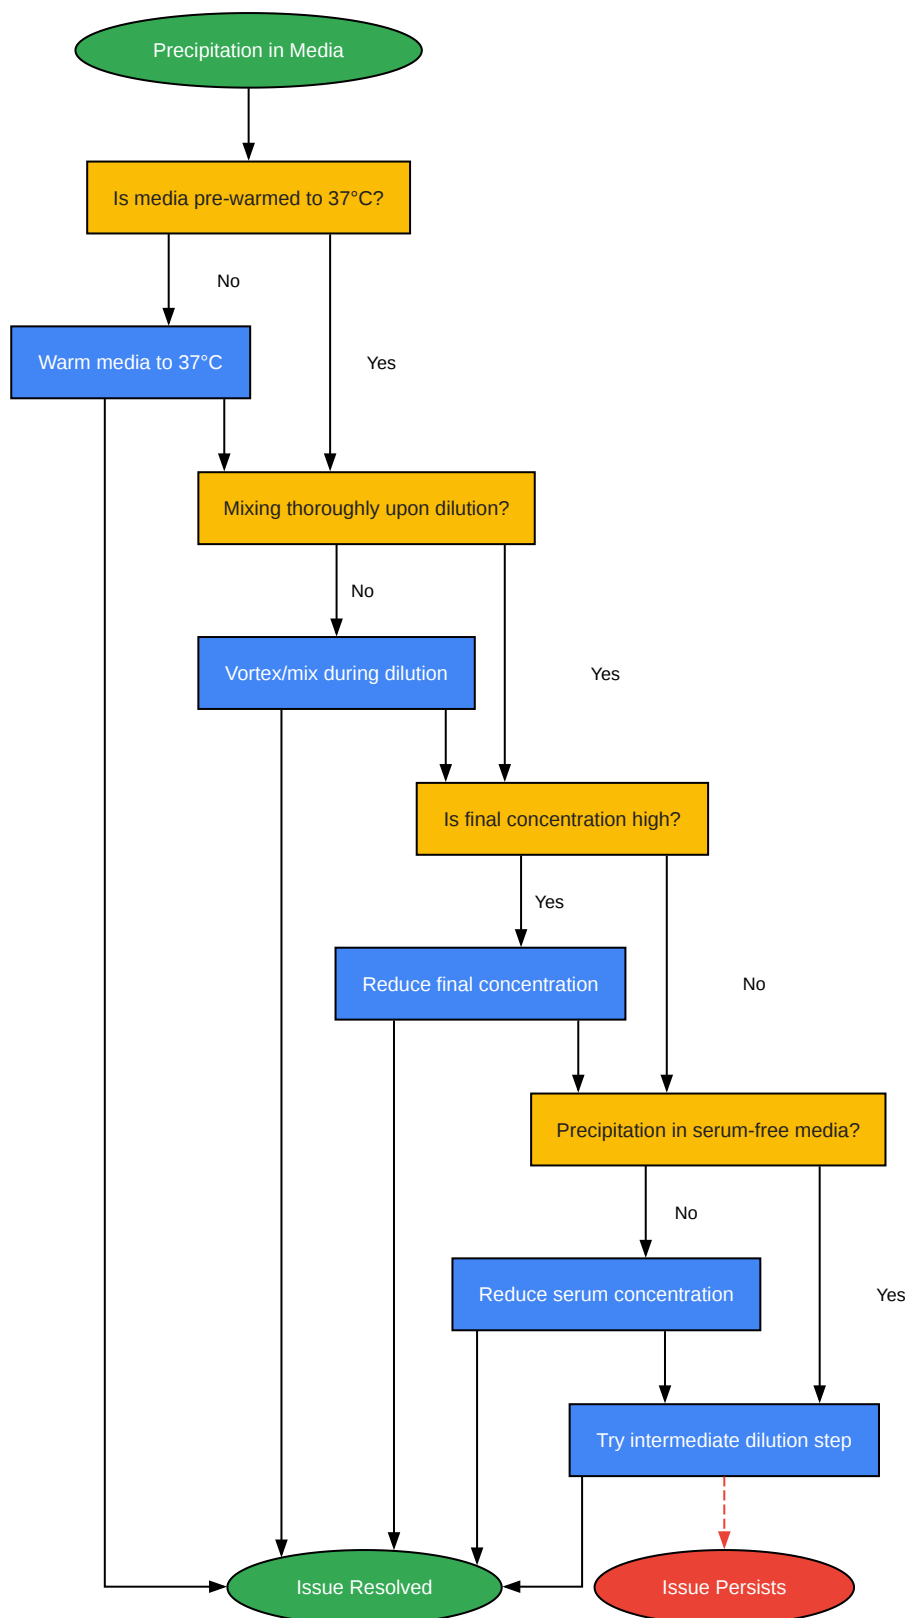 Precipitation in Media
Is media pre-warmed to 37°C?
No
Warm media to 37°C
Yes
Mixing thoroughly upon dilution?
No
Vortex/mix during dilution
Yes
Is final concentration high?
Yes
Reduce final concentration
No
Precipitation in serum-free media?
No
Reduce serum concentration
Yes
Try intermediate dilution step
Issue Resolved
Issue Persists